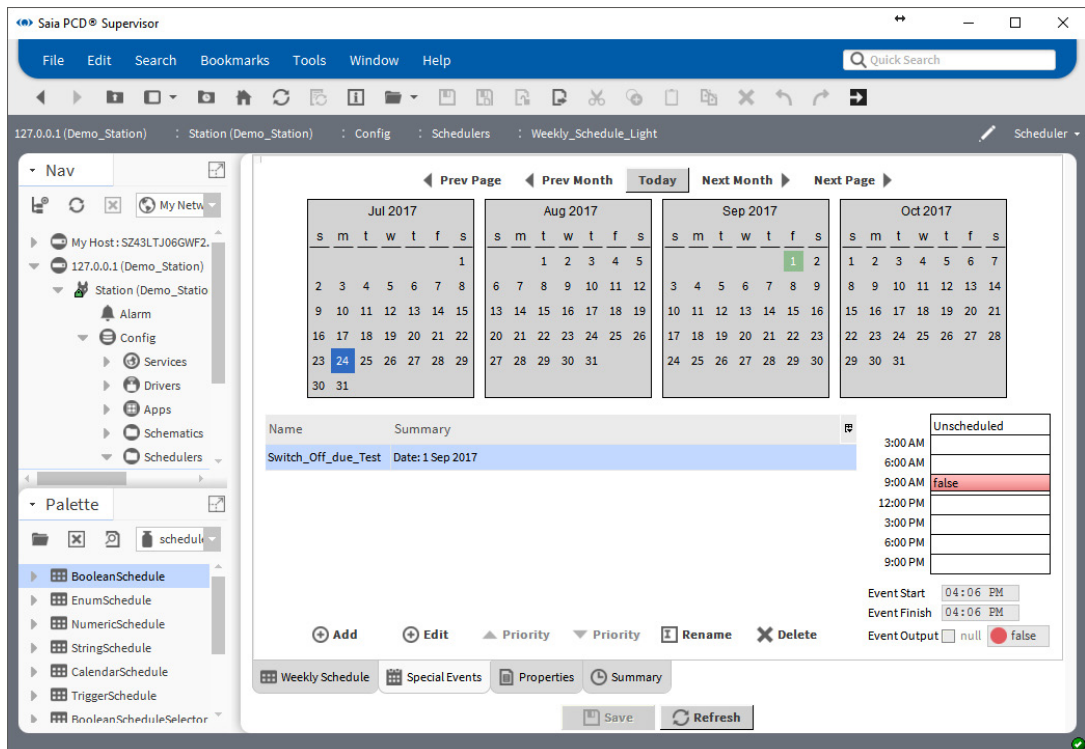 Saia PCD® Supervisor
File Edit Search Bookmarks Tools Window Help
Quick Search
127.0.0.1 (Demo_Station) : Station (Demo_Station) : Config : Schedulers : Weekly_Schedule_Light
Scheduler
Nav
My Netw
My Host : SZ43LTJ06GWF2.
127.0.0.1 (Demo_Station)
Station (Demo_Statio
Alarm
Config
Services
Drivers
Apps
Schematics
Schedulers
Palette
schedule
BooleanSchedule
EnumSchedule
NumericSchedule
StringSchedule
CalendarSchedule
TriggerSchedule
BooleanScheduleSelector
Prev Page Prev Month Today Next Month Next Page
Jul 2017
s m t w t f s
1
2 3 4 5 6 7 8
9 10 11 12 13 14 15
16 17 18 19 20 21 22
23 24 25 26 27 28 29
30 31
Aug 2017
s m t w t f s
1 2 3 4 5
6 7 8 9 10 11 12
13 14 15 16 17 18 19
20 21 22 23 24 25 26
27 28 29 30 31
Sep 2017
s m t w t f s
1 2
3 4 5 6 7 8 9
10 11 12 13 14 15 16
17 18 19 20 21 22 23
24 25 26 27 28 29 30
Oct 2017
s m t w t f s
1 2 3 4 5 6 7
8 9 10 11 12 13 14
15 16 17 18 19 20 21
22 23 24 25 26 27 28
29 30 31
Name Summary
Switch_Off_due_Test Date: 1 Sep 2017
Unscheduled
3:00 AM
6:00 AM
9:00 AM false
12:00 PM
3:00 PM
6:00 PM
9:00 PM
Event Start 04:06 PM
Event Finish 04:06 PM
Event Output null false
Add Edit Priority Priority Rename Delete
Weekly Schedule Special Events Properties Summary
Save Refresh